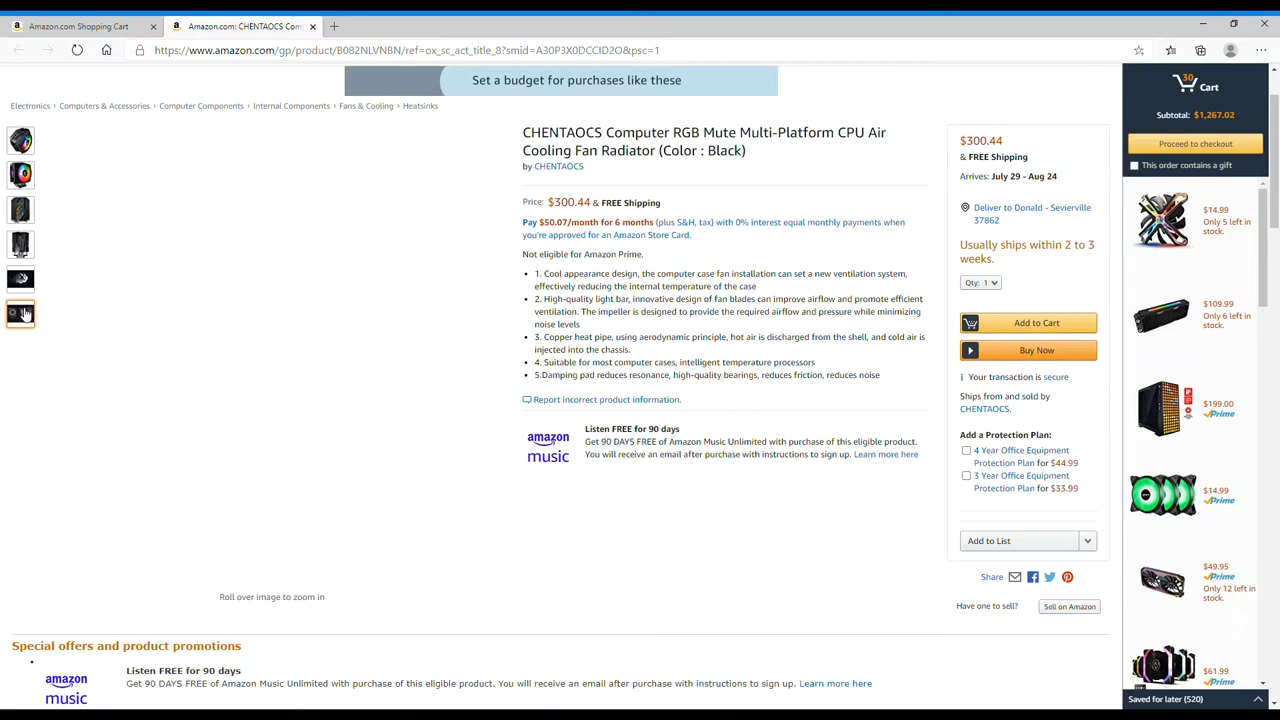 Amazon.com Shopping Cart
Amazon.com: CHENTAOCS Com
https://www.amazon.com/gp/product/B082NLVNBN/ref=ox_sc_act_title_8?smid=A30P3X0DCCID2O&psc=1
Set a budget for purchases like these
Electronics › Computers & Accessories › Computer Components › Internal Components › Fans & Cooling › Heatsinks
CHENTAOCS Computer RGB Mute Multi-Platform CPU Air
Cooling Fan Radiator (Color : Black)
by CHENTAOCS
Price: $300.44 & FREE Shipping
Pay $50.07/month for 6 months (plus S&H, tax) with 0% interest equal monthly payments when
you're approved for an Amazon Store Card.
Not eligible for Amazon Prime.
• 1. Cool appearance design, the computer case fan installation can set a new ventilation system,
effectively reducing the internal temperature of the case
• 2. High-quality light bar, innovative design of fan blades can improve airflow and promote efficient
ventilation. The impeller is designed to provide the required airflow and pressure while minimizing
noise levels
• 3. Copper heat pipe, using aerodynamic principle, hot air is discharged from the shell, and cold air is
injected into the chassis.
• 4. Suitable for most computer cases, intelligent temperature processors
• 5.Damping pad reduces resonance, high-quality bearings, reduces friction, reduces noise
Report incorrect product information.
amazon music
Listen FREE for 90 days
Get 90 DAYS FREE of Amazon Music Unlimited with purchase of this eligible product.
You will receive an email after purchase with instructions to sign up. Learn more here
Roll over image to zoom in
$300.44
& FREE Shipping
Arrives: July 29 - Aug 24
Deliver to Donald - Sevierville
37862
Usually ships within 2 to 3
weeks.
Qty: 1
Add to Cart
Buy Now
Your transaction is secure
Ships from and sold by
CHENTAOCS.
Add a Protection Plan:
4 Year Office Equipment
Protection Plan for $44.99
3 Year Office Equipment
Protection Plan for $33.99
Add to List
Share
Have one to sell?
Sell on Amazon
30
Cart
Subtotal: $1,267.02
Proceed to checkout
This order contains a gift
$14.99
Only 5 left in
stock.
$109.99
Only 6 left in
stock.
$199.00
Prime
$14.99
Prime
$49.95
Prime
Only 12 left in
stock.
$61.99
Prime
Saved for later (520)
Special offers and product promotions
•
amazon music
Listen FREE for 90 days
Get 90 DAYS FREE of Amazon Music Unlimited with purchase of this eligible product. You will receive an email after purchase with instructions to sign up. Learn more here